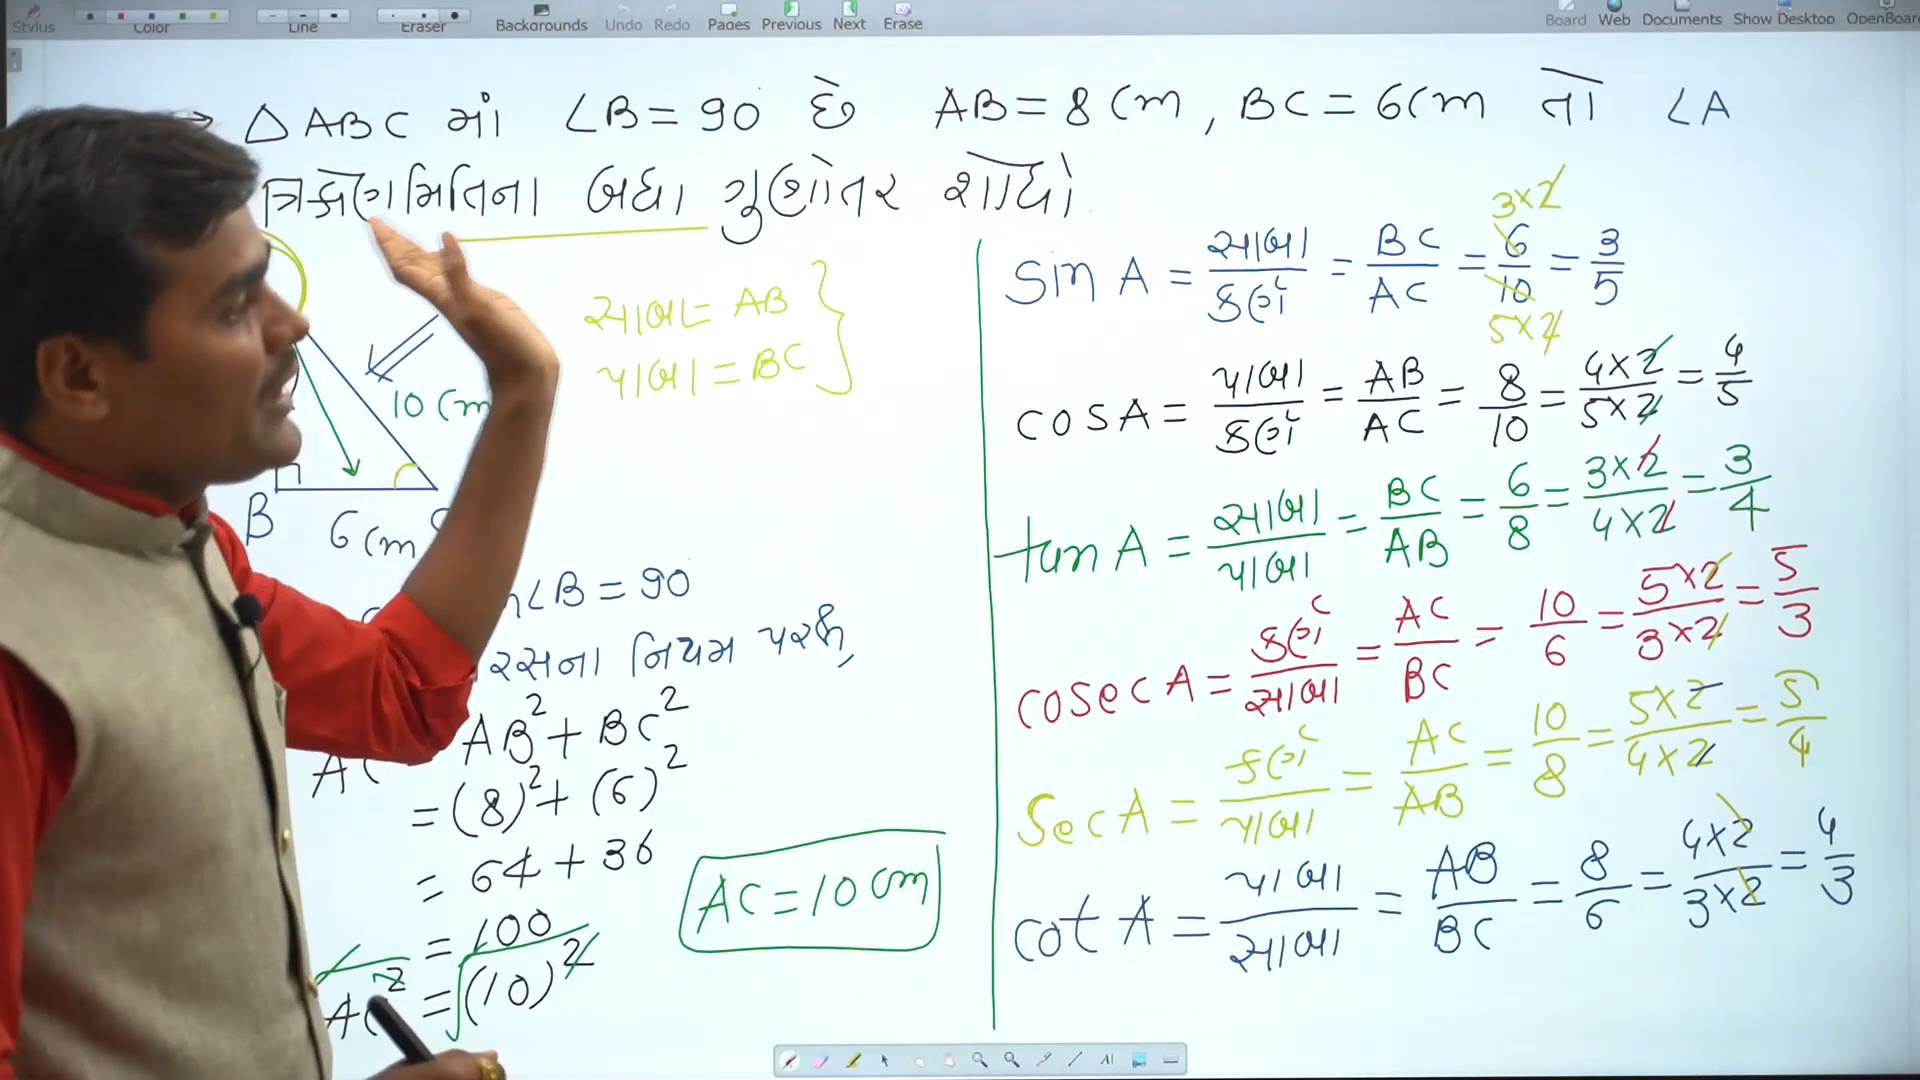 Stylus Color Line Eraser Backgrounds Undo Redo Pages Previous Next Erase Board Web Documents Show Desktop OpenBoard
→ △ABC માં ∠B = 90 છે AB = 8 Cm, BC = 6 Cm તો ∠A
ત્રિકોણમિતિના બધા ગુણોતર શોધો
સાબા = AB
પાબા = BC
10 Cm
B
6 Cm
∠B = 90
રસના નિયમ પરથી,
AC AB² + BC²
= (8)² + (6)²
= 64 + 36
= 100
AC² = (10)²
AC = 10 cm
3×2
sin A = સાબા/કર્ણ = BC/AC = 6/10 = 3/5
5×2
cos A = પાબા/કર્ણ = AB/AC = 8/10 = 4×2/5×2 = 4/5
tan A = સાબા/પાબા = BC/AB = 6/8 = 3×2/4×2 = 3/4
cosec A = કર્ણ/સાબા = AC/BC = 10/6 = 5×2/3×2 = 5/3
Sec A = કર્ણ/પાબા = AC/AB = 10/8 = 5×2/4×2 = 5/4
cot A = પાબા/સાબા = AB/BC = 8/6 = 4×2/3×2 = 4/3